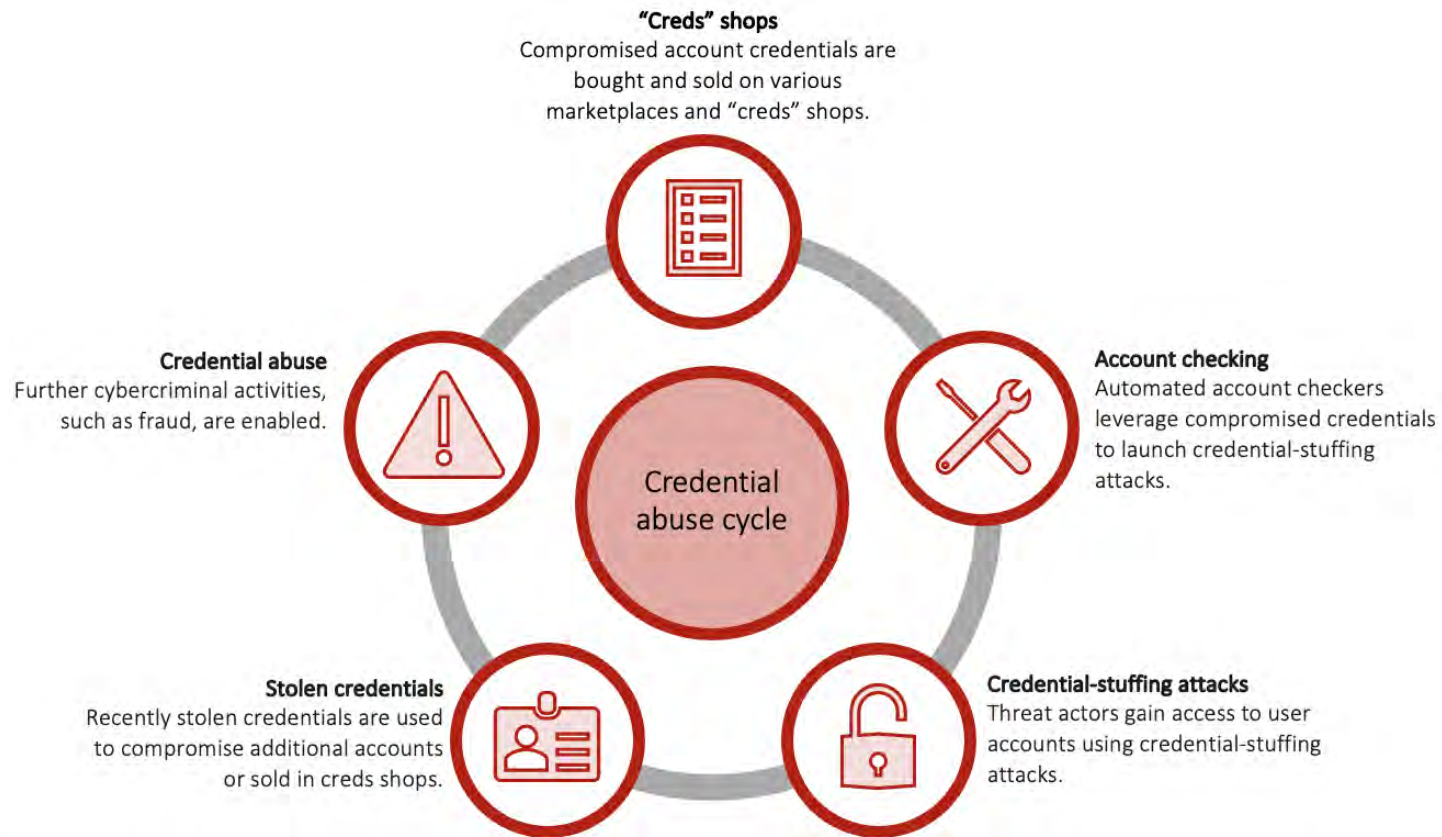 “Creds” shops
Compromised account credentials are
bought and sold on various
marketplaces and “creds” shops.
Account checking
Automated account checkers
leverage compromised credentials
to launch credential-stuffing
attacks.
Credential-stuffing attacks
Threat actors gain access to user
accounts using credential-stuffing
attacks.
Stolen credentials
Recently stolen credentials are used
to compromise additional accounts
or sold in creds shops.
Credential abuse
Further cybercriminal activities,
such as fraud, are enabled.
Credential
abuse cycle